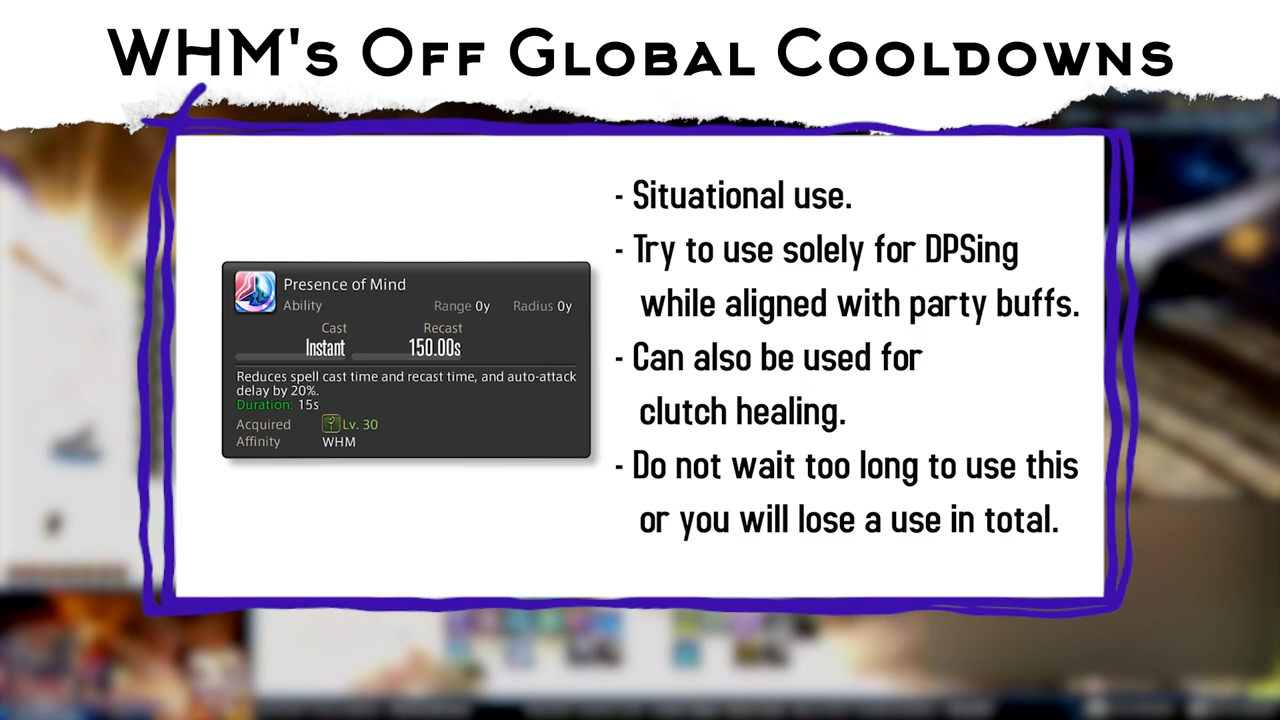 WHM's Off Global Cooldowns
- Situational use.
- Try to use solely for DPSing
while aligned with party buffs.
- Can also be used for
clutch healing.
- Do not wait too long to use this
or you will lose a use in total.
Presence of Mind
Ability Range 0y Radius 0y
Cast Recast
Instant 150.00s
Reduces spell cast time and recast time, and auto-attack
delay by 20%.
Duration: 15s
Acquired Lv. 30
Affinity WHM